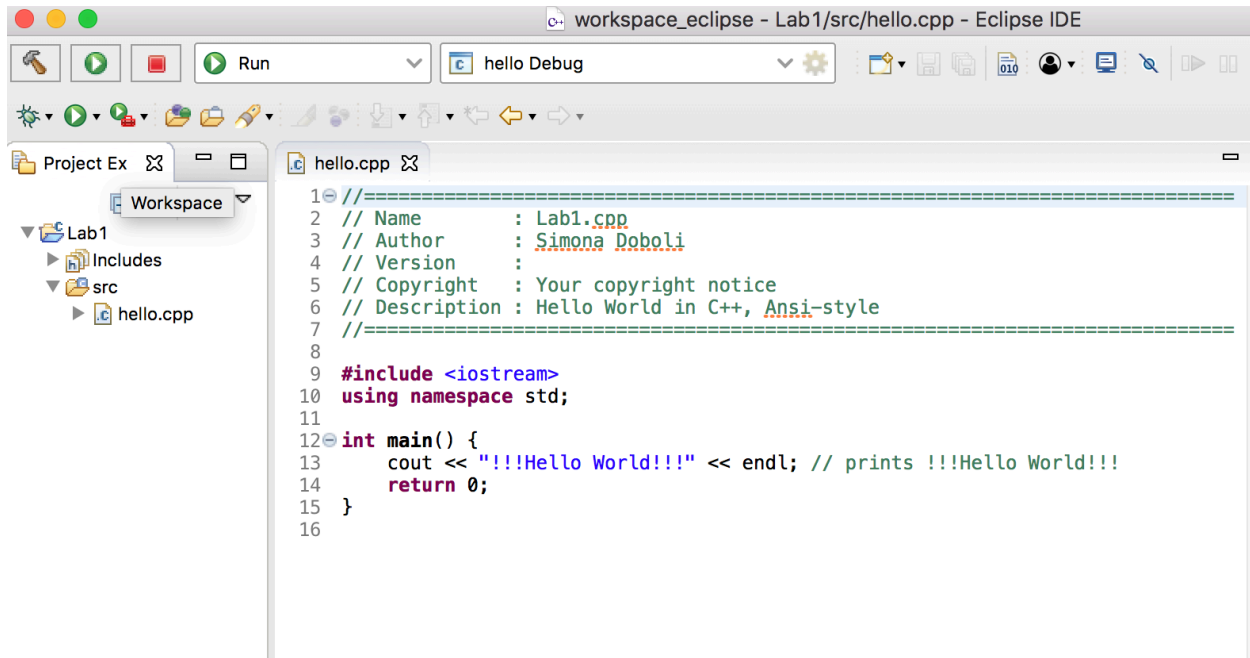 workspace_eclipse - Lab1/src/hello.cpp - Eclipse IDE
Run
hello Debug
010
Project Ex
hello.cpp
Workspace
Lab1
Includes
src
hello.cpp
1 //============================================================================
2 // Name        : Lab1.cpp
3 // Author      : Simona Doboli
4 // Version     :
5 // Copyright   : Your copyright notice
6 // Description : Hello World in C++, Ansi-style
7 //============================================================================
8
9 #include <iostream>
10 using namespace std;
11
12 int main() {
13     cout << "!!!Hello World!!!" << endl; // prints !!!Hello World!!!
14     return 0;
15 }
16